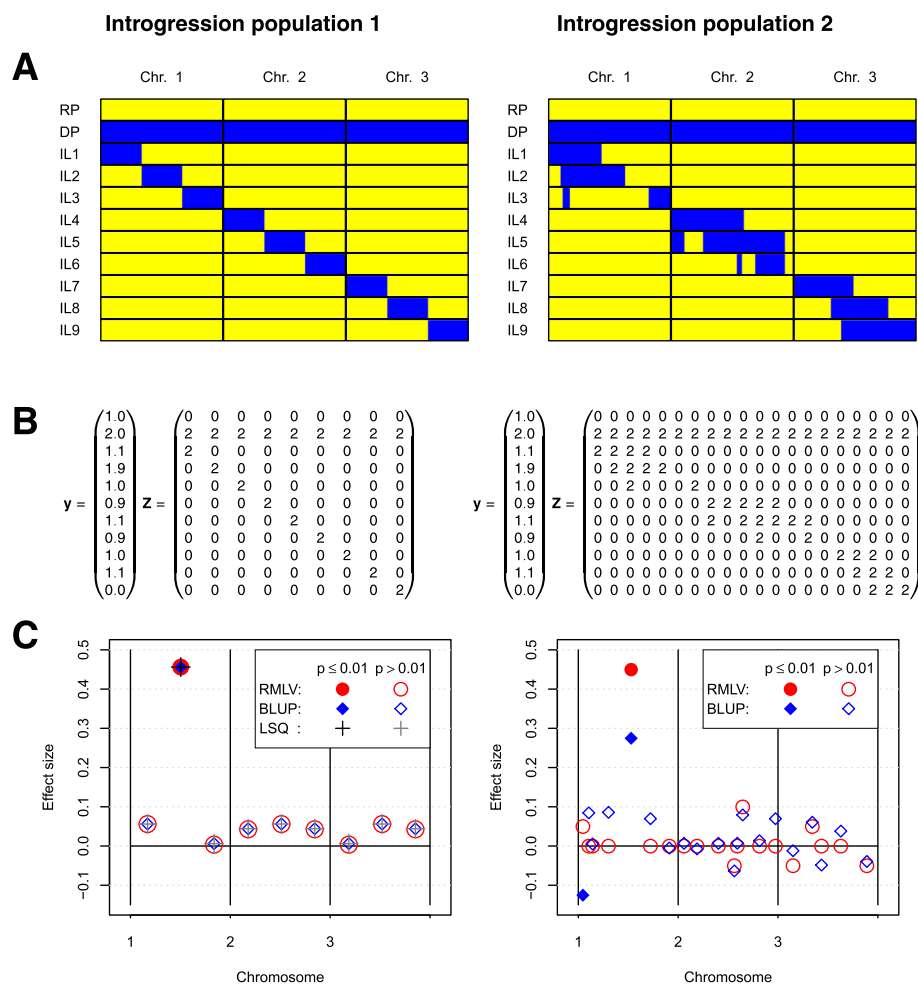 Introgression population 1
Introgression population 2
A
Chr. 1 Chr. 2 Chr. 3
RP
DP
IL1
IL2
IL3
IL4
IL5
IL6
IL7
IL8
IL9
Chr. 1 Chr. 2 Chr. 3
RP
DP
IL1
IL2
IL3
IL4
IL5
IL6
IL7
IL8
IL9
B
y =
1.0
2.0
1.1
1.9
1.0
0.9
1.1
0.9
1.0
1.1
0.0
Z =
0 0 0 0 0 0 0 0 0
2 2 2 2 2 2 2 2 2
2 0 0 0 0 0 0 0 0
0 2 0 0 0 0 0 0 0
0 0 2 0 0 0 0 0 0
0 0 0 2 0 0 0 0 0
0 0 0 0 2 0 0 0 0
0 0 0 0 0 2 0 0 0
0 0 0 0 0 0 2 0 0
0 0 0 0 0 0 0 2 0
0 0 0 0 0 0 0 0 2
y =
1.0
2.0
1.1
1.9
1.0
0.9
1.1
0.9
1.0
1.1
0.0
Z =
0 0 0 0 0 0 0 0 0 0 0 0 0 0 0 0 0 0 0 0
2 2 2 2 2 2 2 2 2 2 2 2 2 2 2 2 2 2 2 2
2 2 2 2 0 0 0 0 0 0 0 0 0 0 0 0 0 0 0 0
0 2 2 2 2 0 0 0 0 0 0 0 0 0 0 0 0 0 0 0
0 0 2 0 0 0 2 0 0 0 0 0 0 0 0 0 0 0 0 0
0 0 0 0 0 0 0 2 2 2 2 2 0 0 0 0 0 0 0 0
0 0 0 0 0 0 0 2 0 2 2 2 2 2 0 0 0 0 0 0
0 0 0 0 0 0 0 0 0 0 2 0 0 2 0 0 0 0 0 0
0 0 0 0 0 0 0 0 0 0 0 0 0 0 0 2 2 2 0 0
0 0 0 0 0 0 0 0 0 0 0 0 0 0 0 0 2 2 2 0
0 0 0 0 0 0 0 0 0 0 0 0 0 0 0 0 0 2 2 2
C
Effect size
0.5
0.4
0.3
0.2
0.1
0.0
−0.1
p ≤ 0.01 p > 0.01
RMLV:
BLUP:
LSQ :
1 2 3
Chromosome
Effect size
0.5
0.4
0.3
0.2
0.1
0.0
−0.1
p ≤ 0.01 p > 0.01
RMLV:
BLUP:
1 2 3
Chromosome